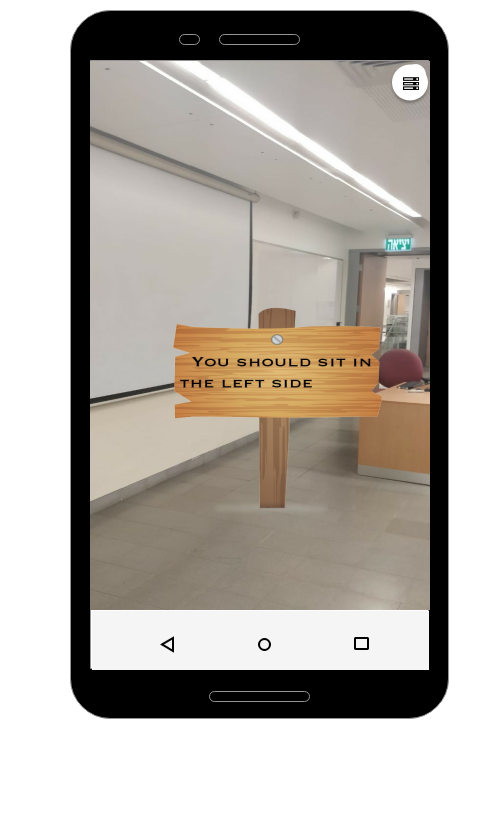 יציאה
YOU SHOULD SIT IN
THE LEFT SIDE